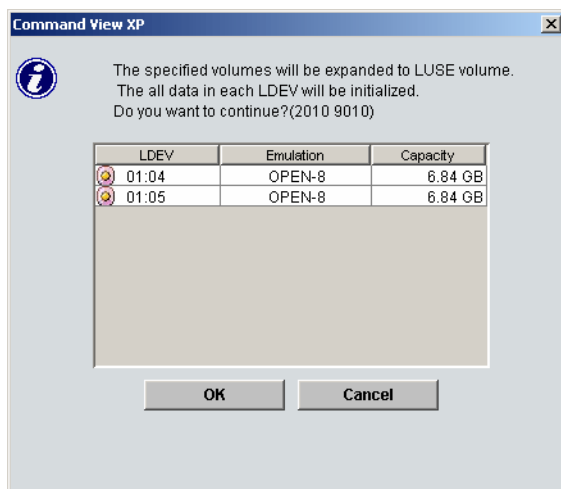 Command View XP
The specified volumes will be expanded to LUSE volume.
The all data in each LDEV will be initialized.
Do you want to continue?(2010 9010)
LDEV Emulation Capacity
01:04 OPEN-8 6.84 GB
01:05 OPEN-8 6.84 GB
OK Cancel